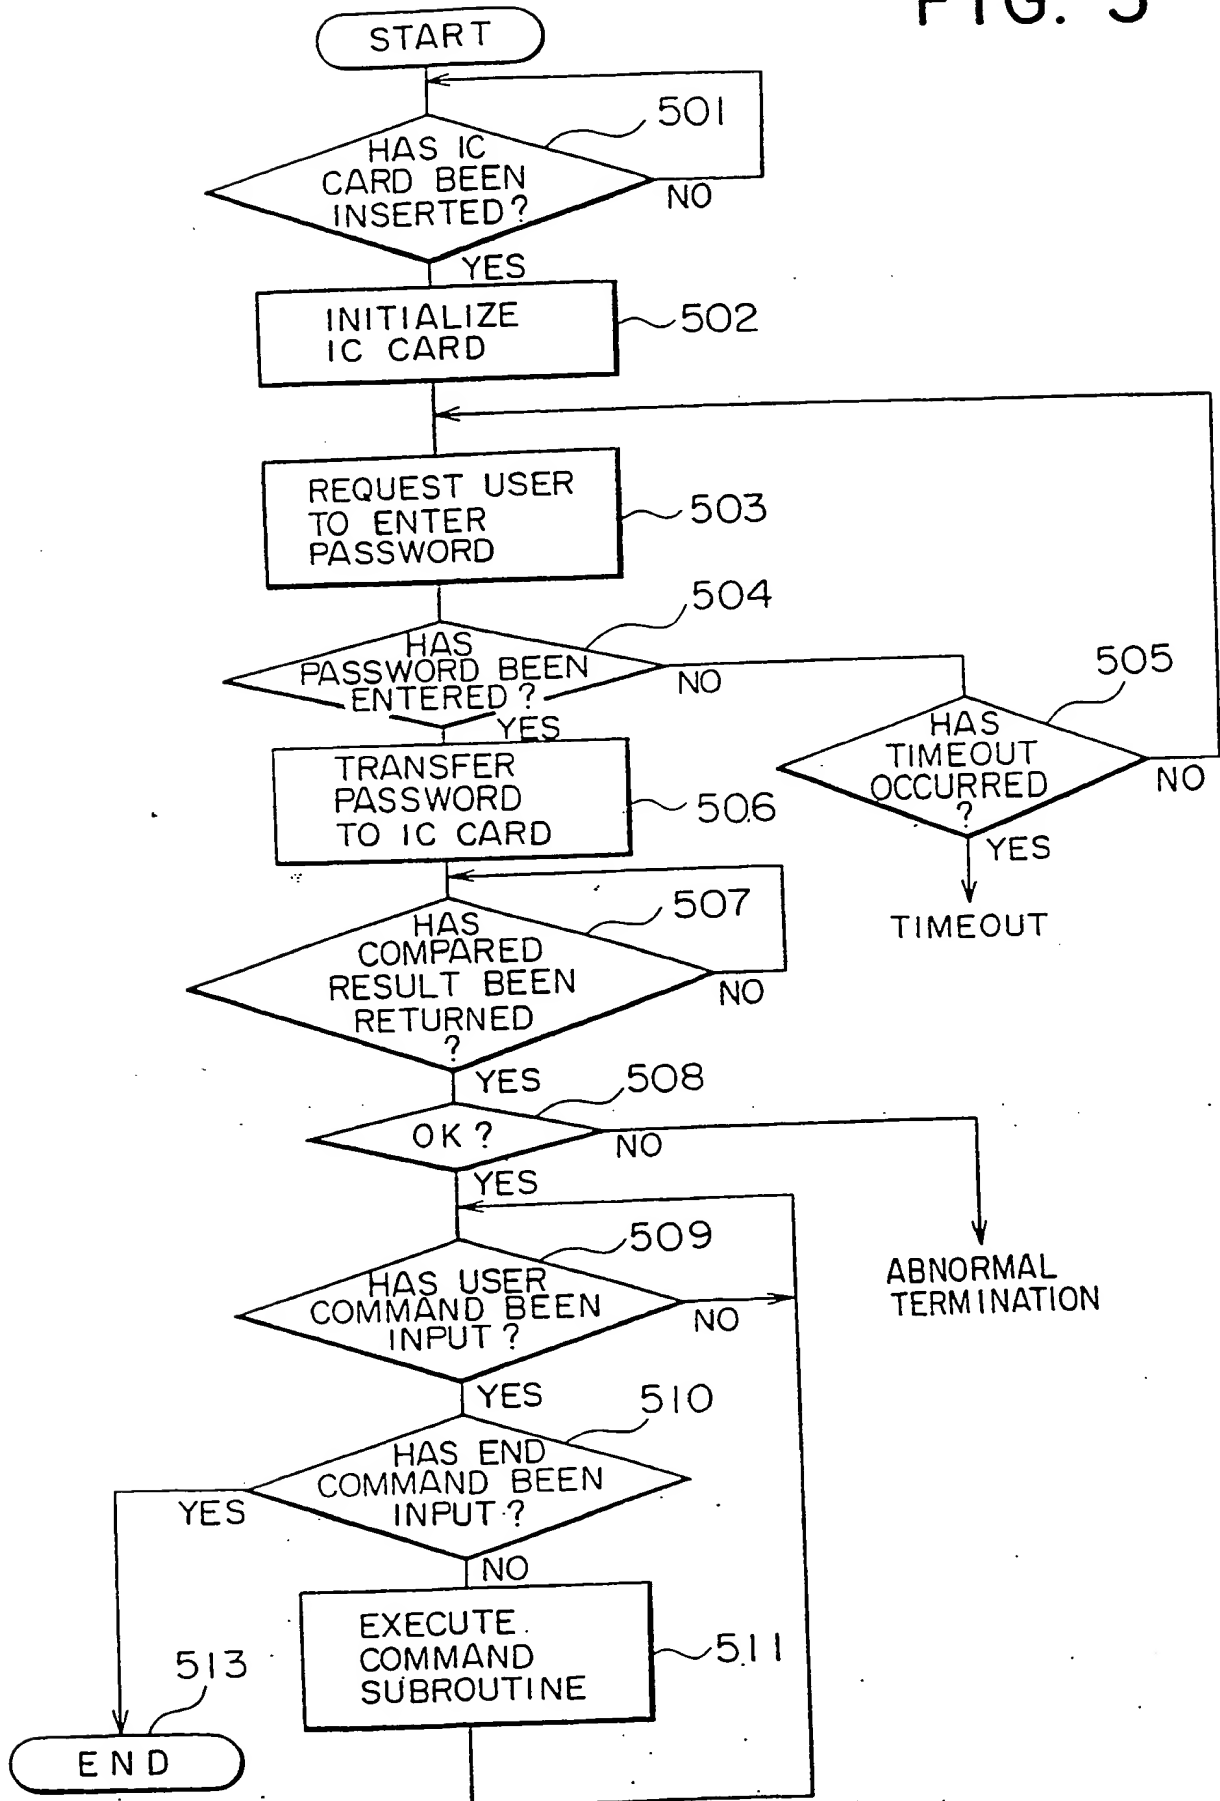 FIG. 5
START
501
HAS IC
CARD BEEN
INSERTED?
NO
YES
INITIALIZE
IC CARD
502
REQUEST USER
TO ENTER
PASSWORD
503
504
HAS
PASSWORD BEEN
ENTERED?
NO
YES
505
HAS
TIMEOUT
OCCURRED
?
NO
YES
TIMEOUT
TRANSFER
PASSWORD
TO IC CARD
506
507
HAS
COMPARED
RESULT BEEN
RETURNED
?
NO
YES
508
OK?
NO
YES
ABNORMAL
TERMINATION
509
HAS USER
COMMAND BEEN
INPUT?
NO
YES
510
HAS END
COMMAND BEEN
INPUT?
YES
NO
EXECUTE
COMMAND
SUBROUTINE
511
513
END